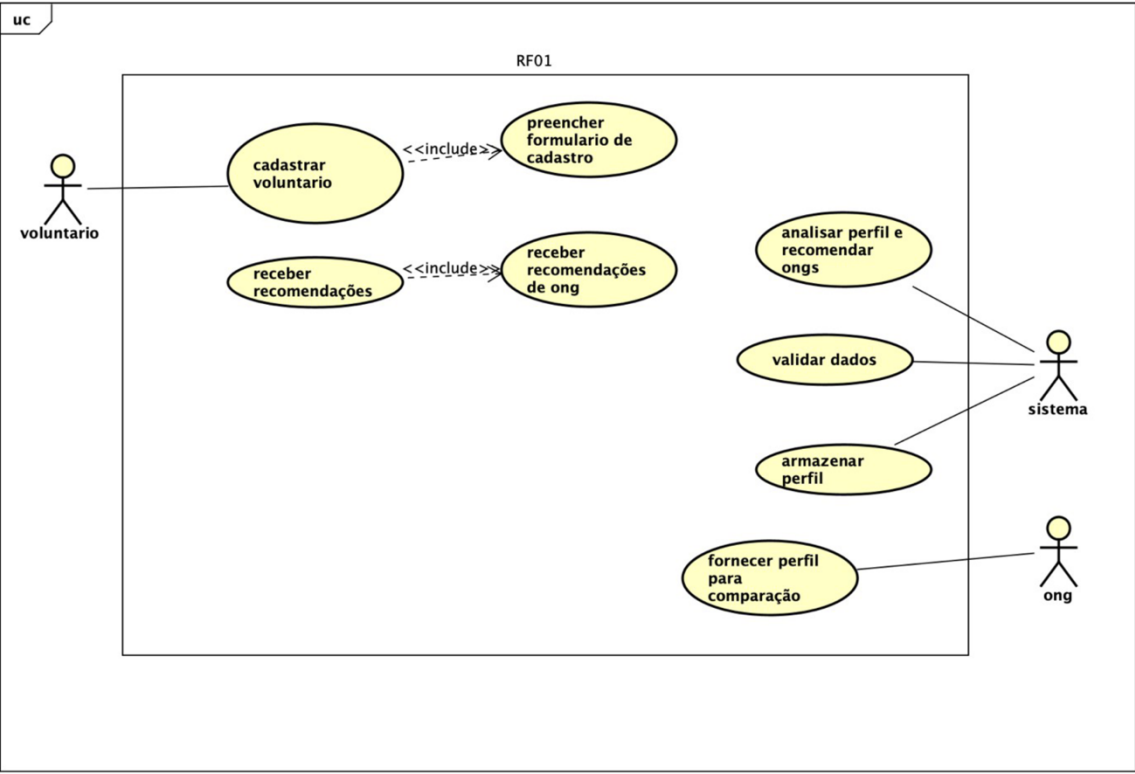 uc
RF01
cadastrar
voluntario
<<include>>
preencher
formulario de
cadastro
voluntario
receber
recomendações
<<include>>
receber
recomendações
de ong
analisar perfil e
recomendar
ongs
validar dados
sistema
armazenar
perfil
fornecer perfil
para
comparação
ong